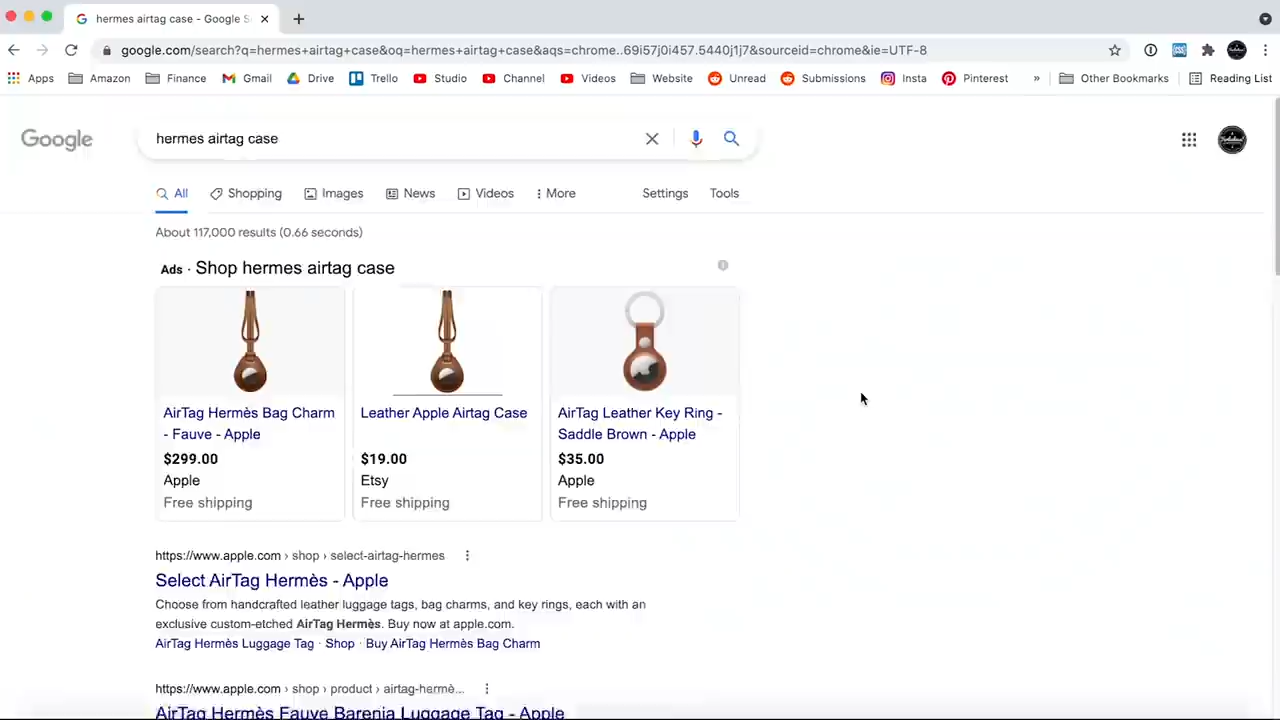 hermes airtag case - Google S
google.com/search?q=hermes+airtag+case&oq=hermes+airtag+case&aqs=chrome..69i57j0i457.5440j1j7&sourceid=chrome&ie=UTF-8
Apps Amazon Finance Gmail Drive Trello Studio Channel Videos Website Unread Submissions Insta Pinterest » Other Bookmarks Reading List
Google hermes airtag case
All Shopping Images News Videos More Settings Tools
About 117,000 results (0.66 seconds)
Ads · Shop hermes airtag case
AirTag Hermès Bag Charm
- Fauve - Apple
$299.00
Apple
Free shipping
Leather Apple Airtag Case
$19.00
Etsy
Free shipping
AirTag Leather Key Ring -
Saddle Brown - Apple
$35.00
Apple
Free shipping
https://www.apple.com › shop › select-airtag-hermes
Select AirTag Hermès - Apple
Choose from handcrafted leather luggage tags, bag charms, and key rings, each with an
exclusive custom-etched AirTag Hermès. Buy now at apple.com.
AirTag Hermès Luggage Tag · Shop · Buy AirTag Hermès Bag Charm
https://www.apple.com › shop › product › airtag-hermè...
AirTag Hermès Fauve Barenia Luggage Tag - Apple